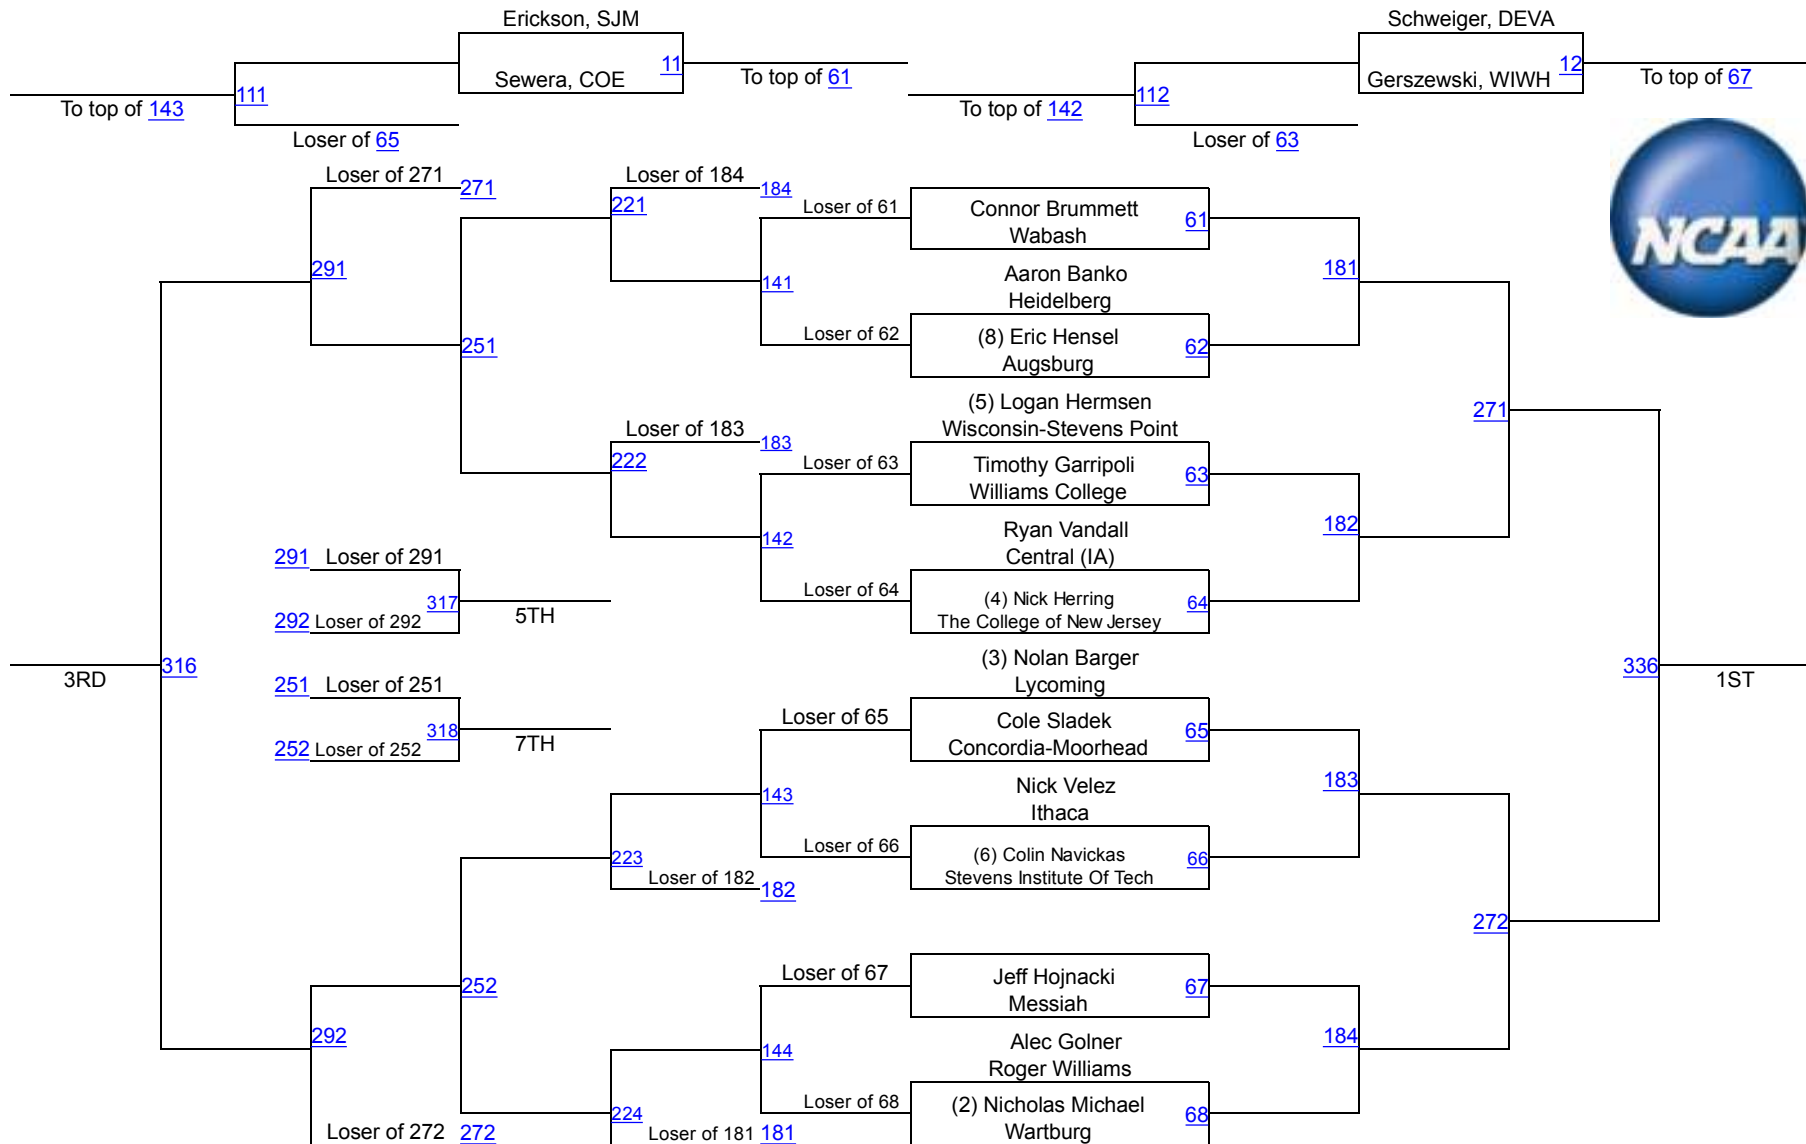 Erickson, SJM
Schweiger, DEVA
Sewera, COE
11
To top of 61
Gerszewski, WIWH
12
To top of 67
To top of 143
111
To top of 142
112
Loser of 65
Loser of 63
NCAA
Loser of 271
271
Loser of 184
184
221
Loser of 61
Connor Brummett
Wabash
61
291
141
Aaron Banko
Heidelberg
181
251
Loser of 62
(8) Eric Hensel
Augsburg
62
(5) Logan Hermsen
Wisconsin-Stevens Point
271
Loser of 183
183
222
Loser of 63
Timothy Garripoli
Williams College
63
142
Ryan Vandall
Central (IA)
182
291
Loser of 291
Loser of 64
(4) Nick Herring
The College of New Jersey
64
317
5TH
292
Loser of 292
3RD
316
(3) Nolan Barger
Lycoming
336
1ST
251
Loser of 251
Loser of 65
Cole Sladek
Concordia-Moorhead
65
318
7TH
252
Loser of 252
143
Nick Velez
Ithaca
183
223
Loser of 66
(6) Colin Navickas
Stevens Institute Of Tech
66
Loser of 182
182
272
252
Loser of 67
Jeff Hojnacki
Messiah
67
292
144
Alec Golner
Roger Williams
184
224
Loser of 68
(2) Nicholas Michael
Wartburg
68
Loser of 272
272
Loser of 181
181